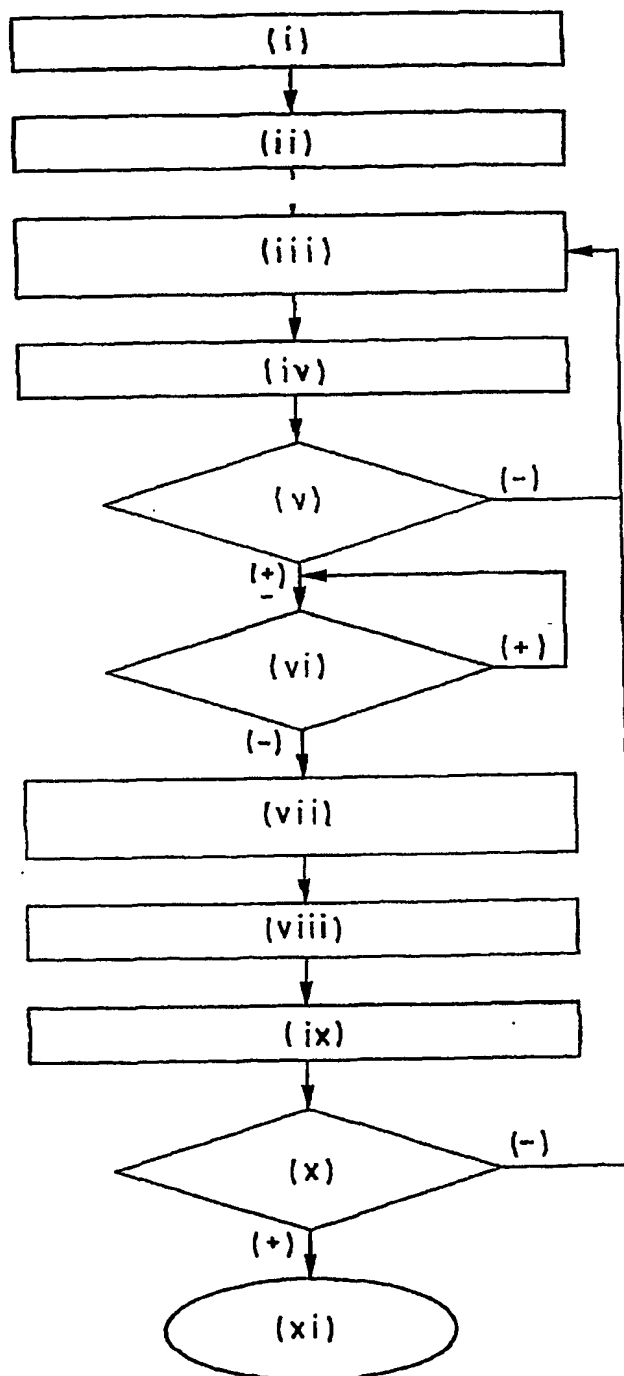 (i)
(ii)
(iii)
(iv)
(v)
(-)
(+)
(vi)
(+)
(-)
(vii)
(viii)
(ix)
(x)
(-)
(+)
(xi)